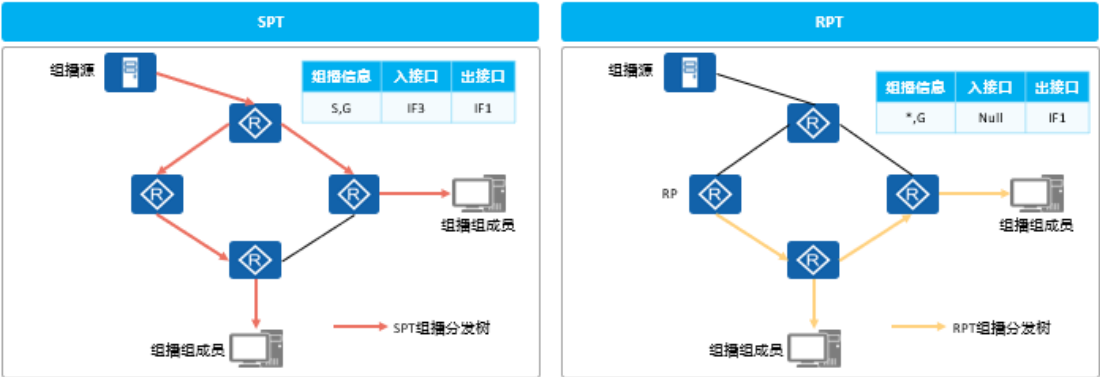 SPT
组播源
组播信息 入接口 出接口
S,G IF3 IF1
R
R
R
组播组成员
R
SPT组播分发树
组播组成员
RPT
组播源
组播信息 入接口 出接口
*,G Null IF1
R
RP
R
R
组播组成员
R
RPT组播分发树
组播组成员